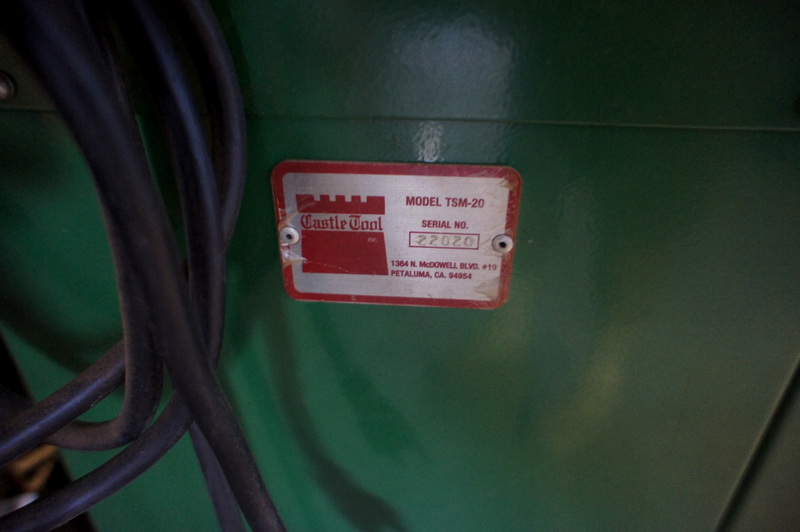 Castle Tool
INC.
MODEL TSM-20
SERIAL NO.
22020
1364 N. McDOWELL BLVD. #19
PETALUMA, CA. 94954